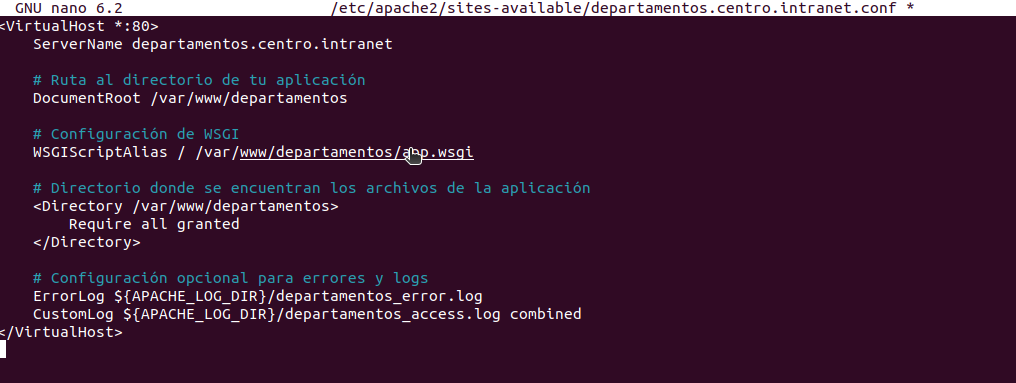 GNU nano 6.2 /etc/apache2/sites-available/departamentos.centro.intranet.conf *
<VirtualHost *:80>
ServerName departamentos.centro.intranet
# Ruta al directorio de tu aplicación
DocumentRoot /var/www/departamentos
# Configuración de WSGI
WSGIScriptAlias / /var/www/departamentos/app.wsgi
# Directorio donde se encuentran los archivos de la aplicación
<Directory /var/www/departamentos>
Require all granted
</Directory>
# Configuración opcional para errores y logs
ErrorLog ${APACHE_LOG_DIR}/departamentos_error.log
CustomLog ${APACHE_LOG_DIR}/departamentos_access.log combined
</VirtualHost>